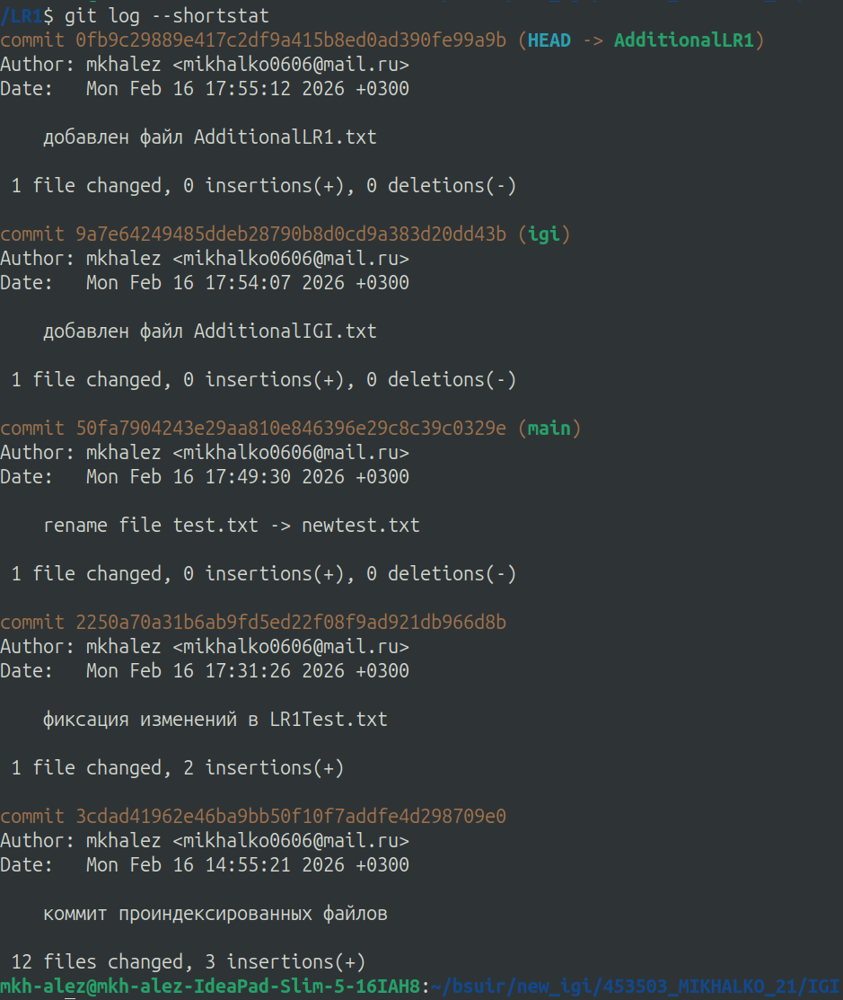 /LR1$ git log --shortstat
commit 0fb9c29889e417c2df9a415b8ed0ad390fe99a9b (HEAD -> AdditionalLR1)
Author: mkhalez <mikhalko0606@mail.ru>
Date:   Mon Feb 16 17:55:12 2026 +0300
добавлен файл AdditionalLR1.txt
1 file changed, 0 insertions(+), 0 deletions(-)
commit 9a7e64249485ddeb28790b8d0cd9a383d20dd43b (igi)
Author: mkhalez <mikhalko0606@mail.ru>
Date:   Mon Feb 16 17:54:07 2026 +0300
добавлен файл AdditionalIGI.txt
1 file changed, 0 insertions(+), 0 deletions(-)
commit 50fa7904243e29aa810e846396e29c8c39c0329e (main)
Author: mkhalez <mikhalko0606@mail.ru>
Date:   Mon Feb 16 17:49:30 2026 +0300
rename file test.txt -> newtest.txt
1 file changed, 0 insertions(+), 0 deletions(-)
commit 2250a70a31b6ab9fd5ed22f08f9ad921db966d8b
Author: mkhalez <mikhalko0606@mail.ru>
Date:   Mon Feb 16 17:31:26 2026 +0300
фиксация изменений в LR1Test.txt
1 file changed, 2 insertions(+)
commit 3cdad41962e46ba9bb50f10f7addfe4d298709e0
Author: mkhalez <mikhalko0606@mail.ru>
Date:   Mon Feb 16 14:55:21 2026 +0300
коммит проиндексированных файлов
12 files changed, 3 insertions(+)
mkh-alez@mkh-alez-IdeaPad-Slim-5-16IAH8:~/bsuir/new_igi/453503_MIKHALKO_21/IGI